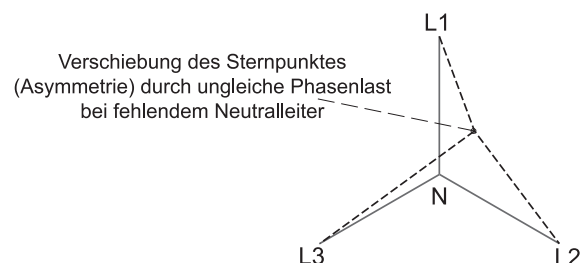 L1
Verschiebung des Sternpunktes
(Asymmetrie) durch ungleiche Phasenlast
bei fehlendem Neutralleiter
N
L3
L2